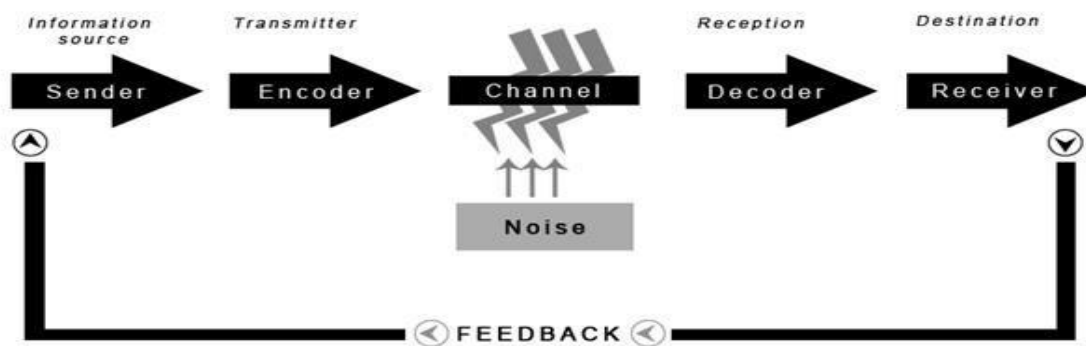 Information
source
Transmitter
Reception
Destination
Sender
Encoder
Channel
Decoder
Receiver
Noise
FEEDBACK